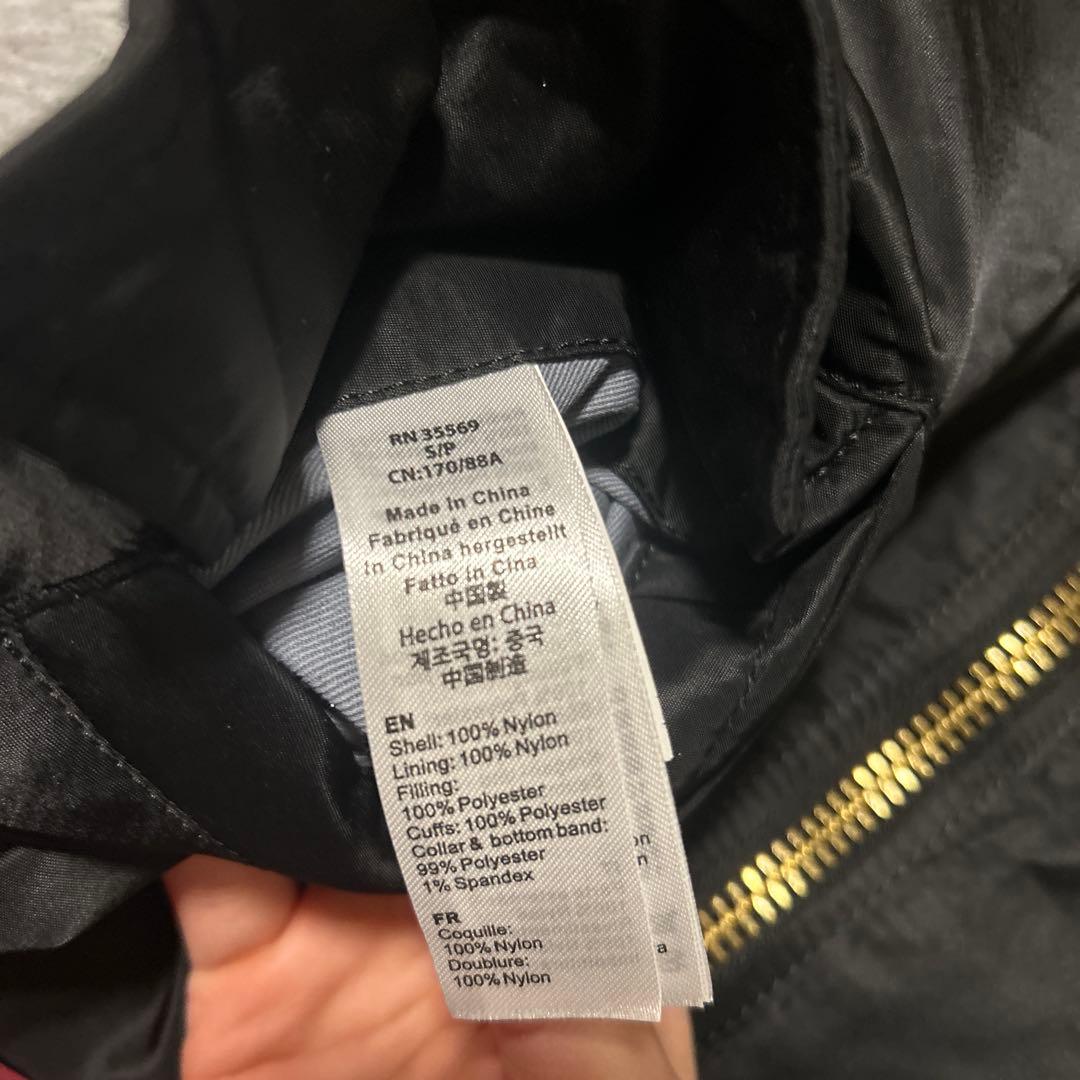 RN 35569
S/P
CN:170/88A
Made in China
Fabriqué en Chine
In China hergestellt
Fatto in Cina
中国製
Hecho en China
제조국명: 중국
中国制造
EN
Shell: 100% Nylon
Lining: 100% Nylon
Filling:
100% Polyester
Cuffs: 100% Polyester
Collar & bottom band:
99% Polyester
1% Spandex
FR
Coquille:
100% Nylon
Doublure:
100% Nylon